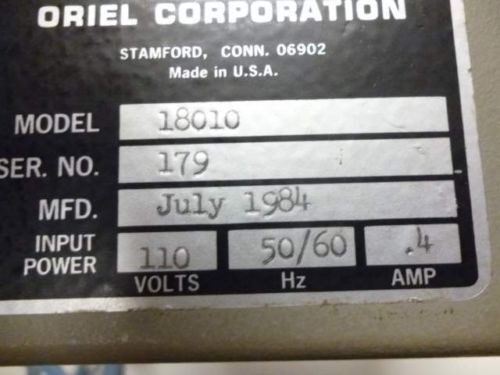 ORIEL CORPORATION
STAMFORD, CONN. 06902
Made in U.S.A.
MODEL 18010
SER. NO. 179
MFD. July 1984
INPUT POWER 110 VOLTS 50/60 Hz .4 AMP